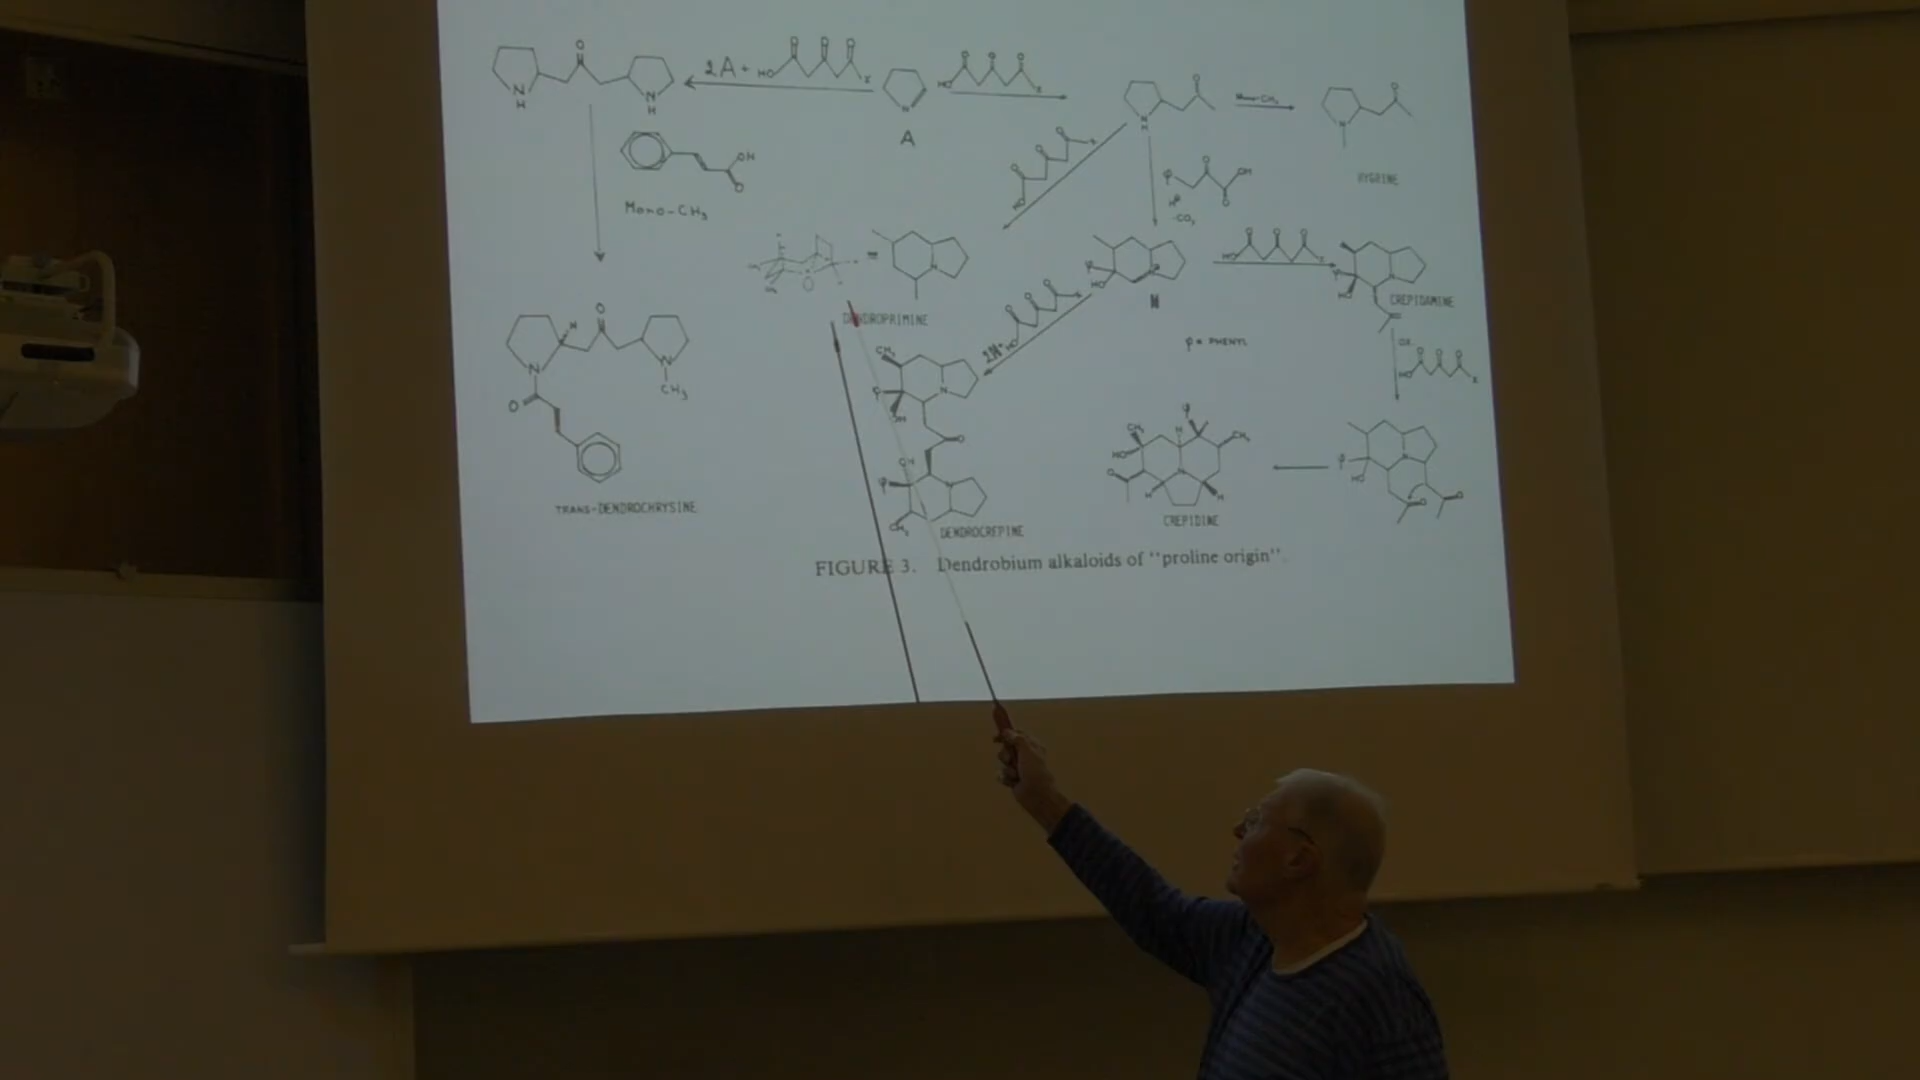 2A+
A
Mono-CH3
HYGRINE
-CO2
DENDROPRIMINE
CREPIDAMINE
φ = PHENYL
TRANS-DENDROCHRYSINE
CH3
DENDROCREPINE
CREPIDINE
FIGURE 3. Dendrobium alkaloids of "proline origin".